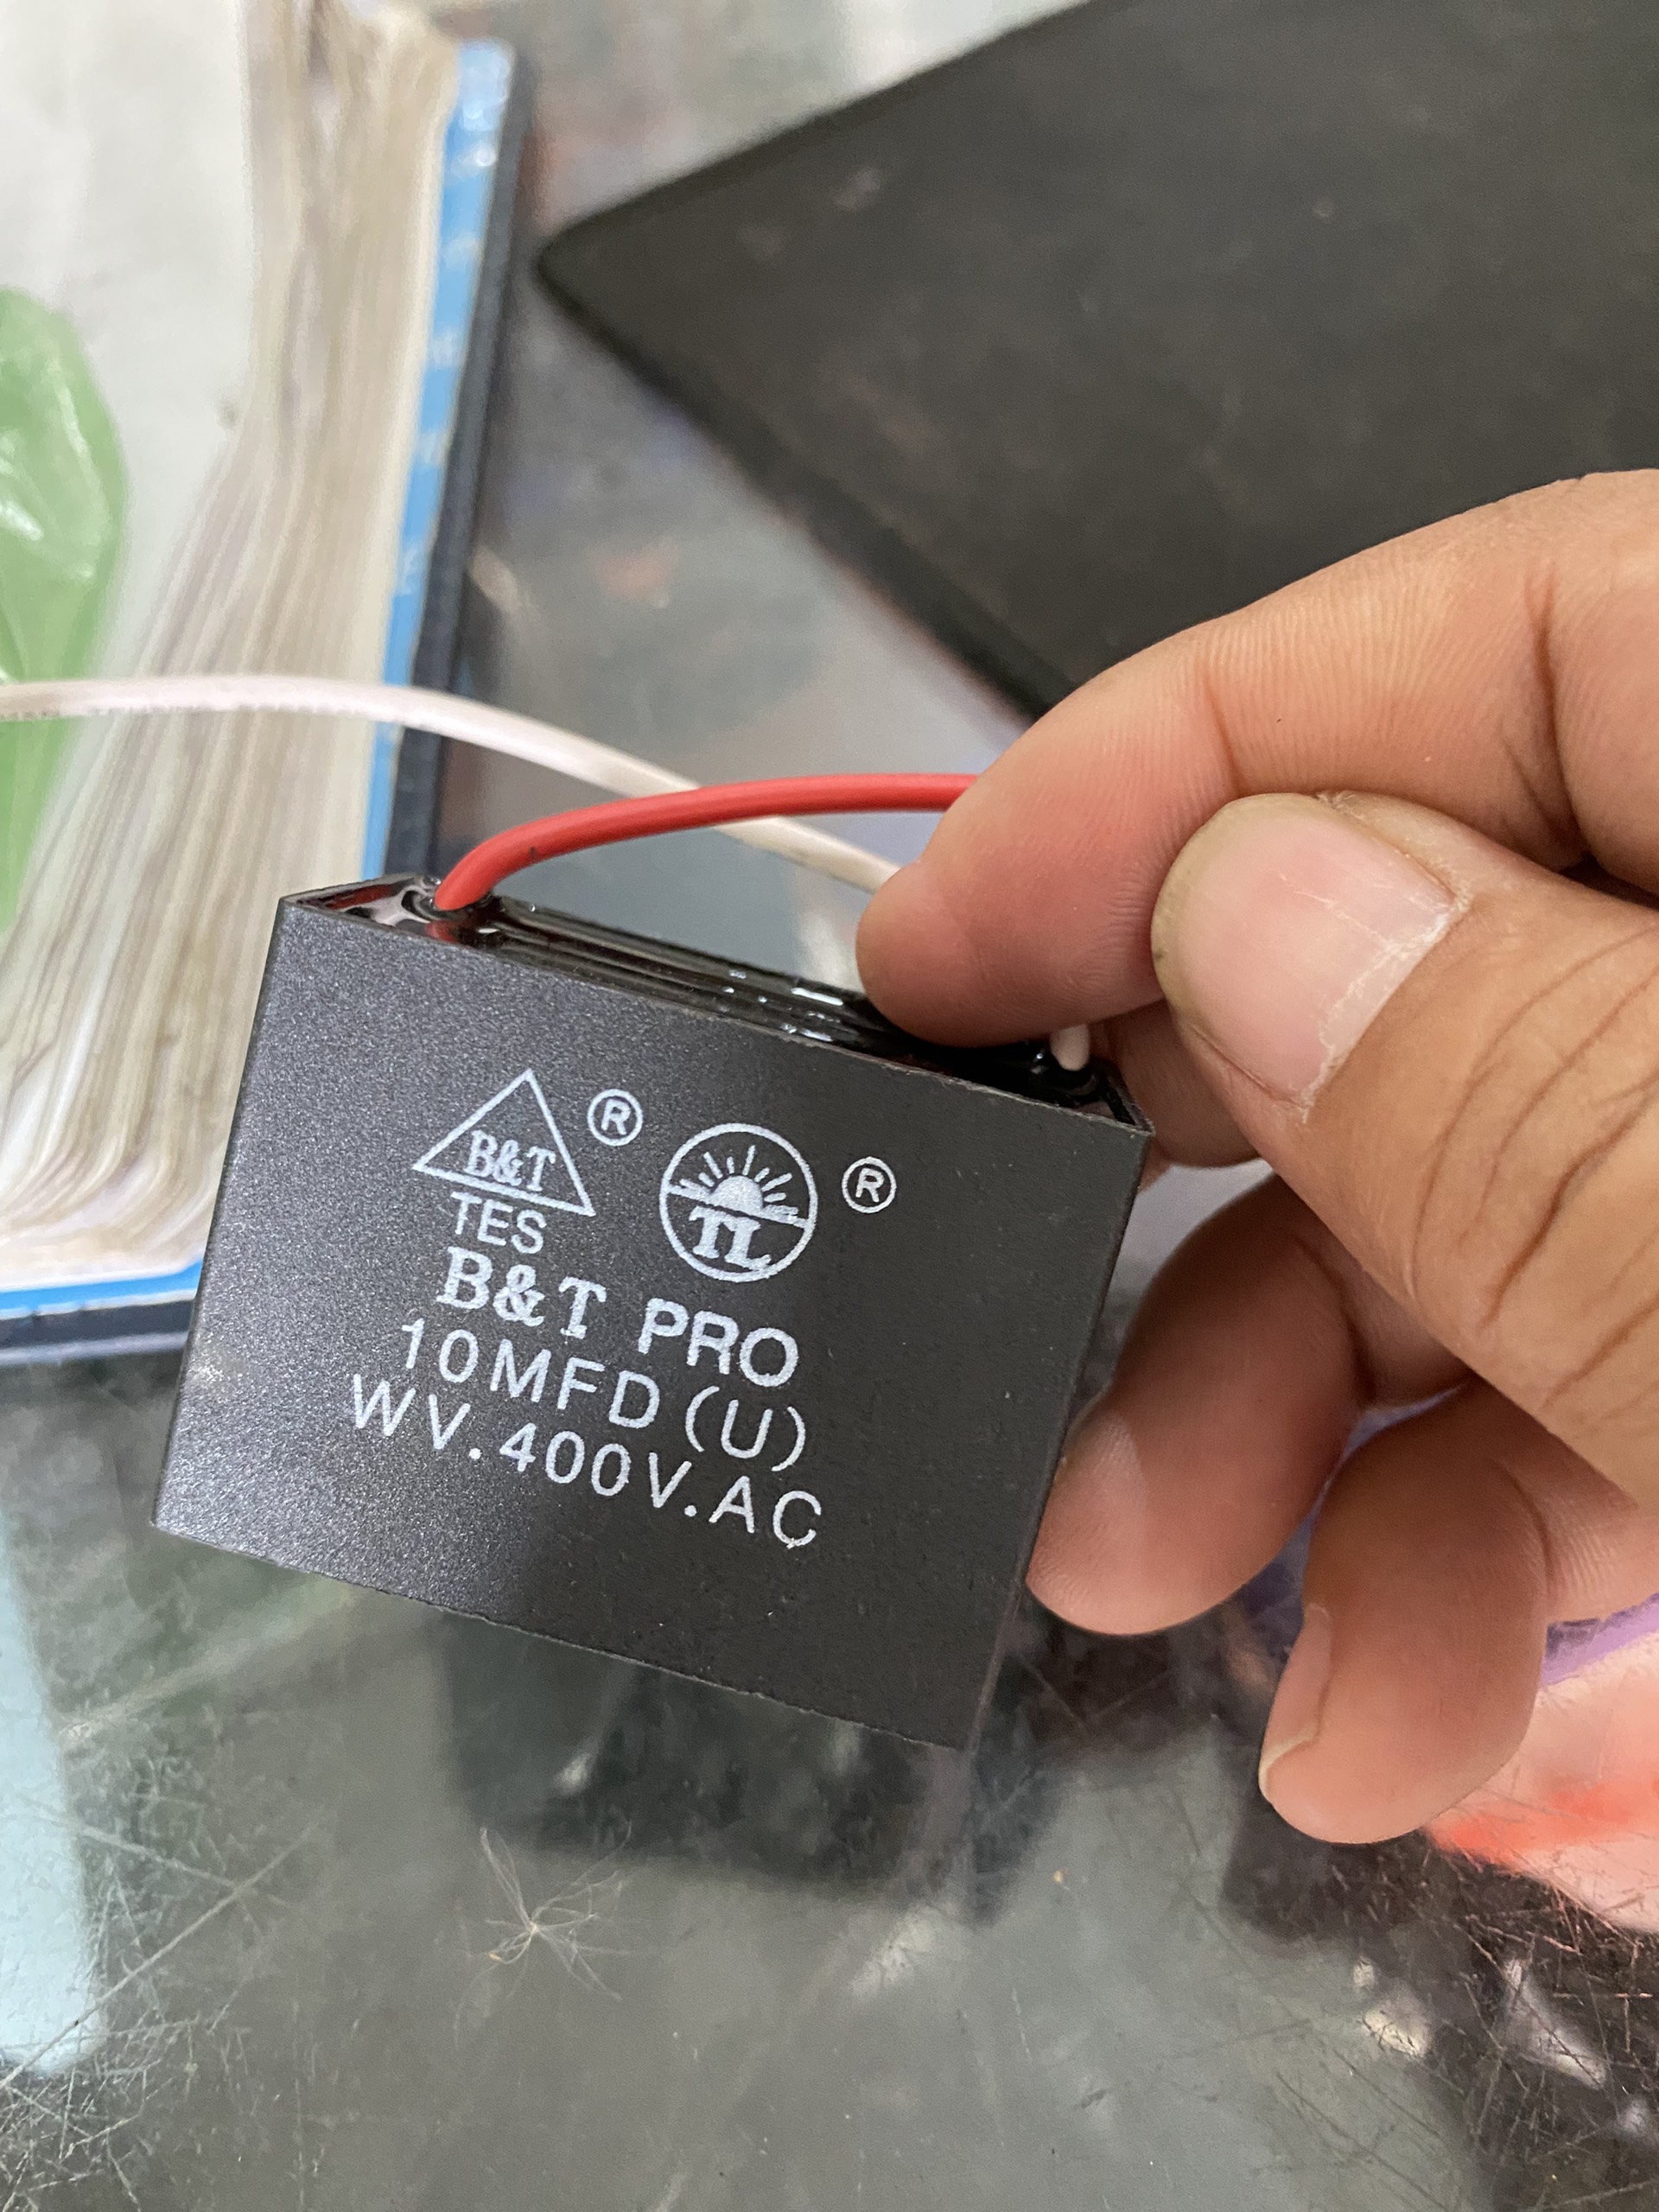 B&T ®
TES
TL ®
B&T PRO
10MFD(U)
WV.400V.AC